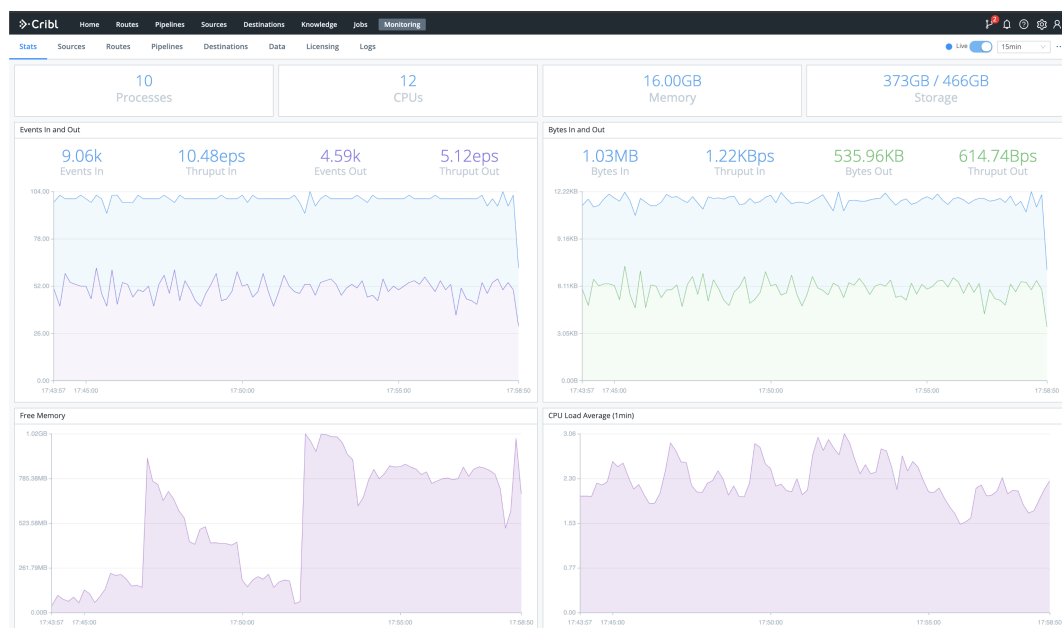 Cribl Home Routes Pipelines Sources Destinations Knowledge Jobs Monitoring 2
Stats Sources Routes Pipelines Destinations Data Licensing Logs Live 15min
10 12 16.00GB 373GB / 466GB
Processes CPUs Memory Storage
Events In and Out
9.06k 10.48eps 4.59k 5.12eps
Events In Thruput In Events Out Thruput Out
104.00
78.00
52.00
26.00
0.00
17:43:57 17:45:00 17:50:00 17:55:00 17:58:50
Bytes In and Out
1.03MB 1.22KBps 535.96KB 614.74Bps
Bytes In Thruput In Bytes Out Thruput Out
12.22KB
9.16KB
6.11KB
3.05KB
0.00B
17:43:57 17:45:00 17:50:00 17:55:00 17:58:50
Free Memory
1.02GB
785.38MB
523.58MB
261.79MB
0.00B
17:43:57 17:45:00 17:50:00 17:55:00 17:58:50
CPU Load Average (1min)
3.06
2.30
1.53
0.77
0.00
17:43:57 17:45:00 17:50:00 17:55:00 17:58:50